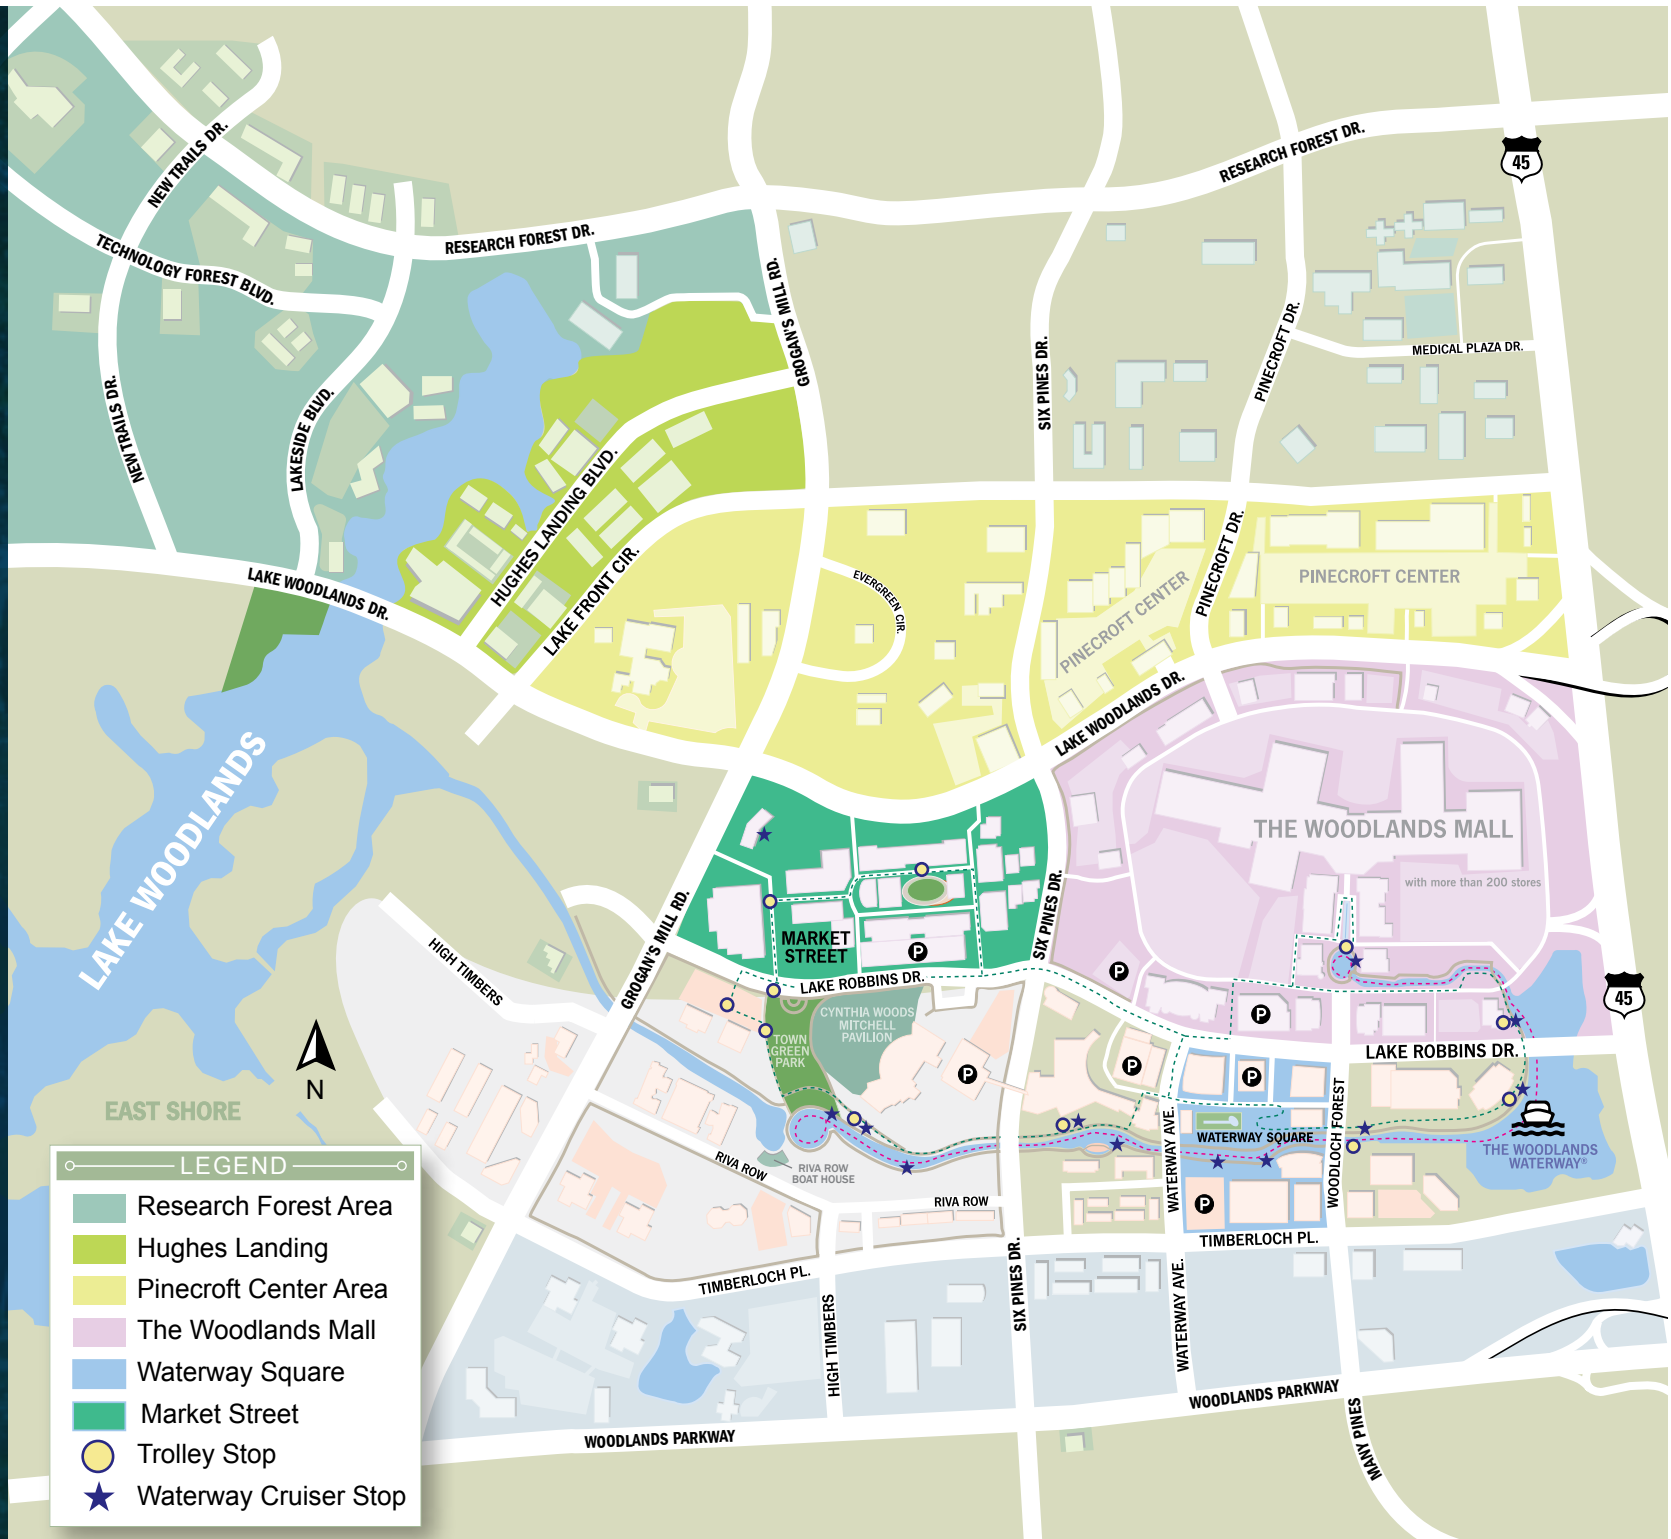 NEW TRAILS DR.
RESEARCH FOREST DR.
45
TECHNOLOGY FOREST BLVD.
RESEARCH FOREST DR.
GROGAN'S MILL RD.
SIX PINES DR.
PINECROFT DR.
MEDICAL PLAZA DR.
NEW TRAILS DR.
LAKESIDE BLVD.
HUGHES LANDING BLVD.
LAKE FRONT CIR.
LAKE WOODLANDS DR.
EVERGREEN CIR.
PINECROFT CENTER
PINECROFT DR.
PINECROFT CENTER
LAKE WOODLANDS DR.
LAKE WOODLANDS
THE WOODLANDS MALL
with more than 200 stores
HIGH TIMBERS
GROGAN'S MILL RD.
MARKET
STREET
P
SIX PINES DR.
P
LAKE ROBBINS DR.
45
CYNTHIA WOODS
MITCHELL
PAVILION
P
TOWN
GREEN
PARK
P
P
P
LAKE ROBBINS DR.
N
EAST SHORE
WATERWAY AVE.
WATERWAY SQUARE
WOODLOCH FOREST
THE WOODLANDS
WATERWAY®
RIVA ROW
RIVA ROW
BOAT HOUSE
RIVA ROW
P
TIMBERLOCH PL.
TIMBERLOCH PL.
SIX PINES DR.
HIGH TIMBERS
WATERWAY AVE.
WOODLANDS PARKWAY
WOODLANDS PARKWAY
MANY PINES
LEGEND
Research Forest Area
Hughes Landing
Pinecroft Center Area
The Woodlands Mall
Waterway Square
Market Street
Trolley Stop
Waterway Cruiser Stop